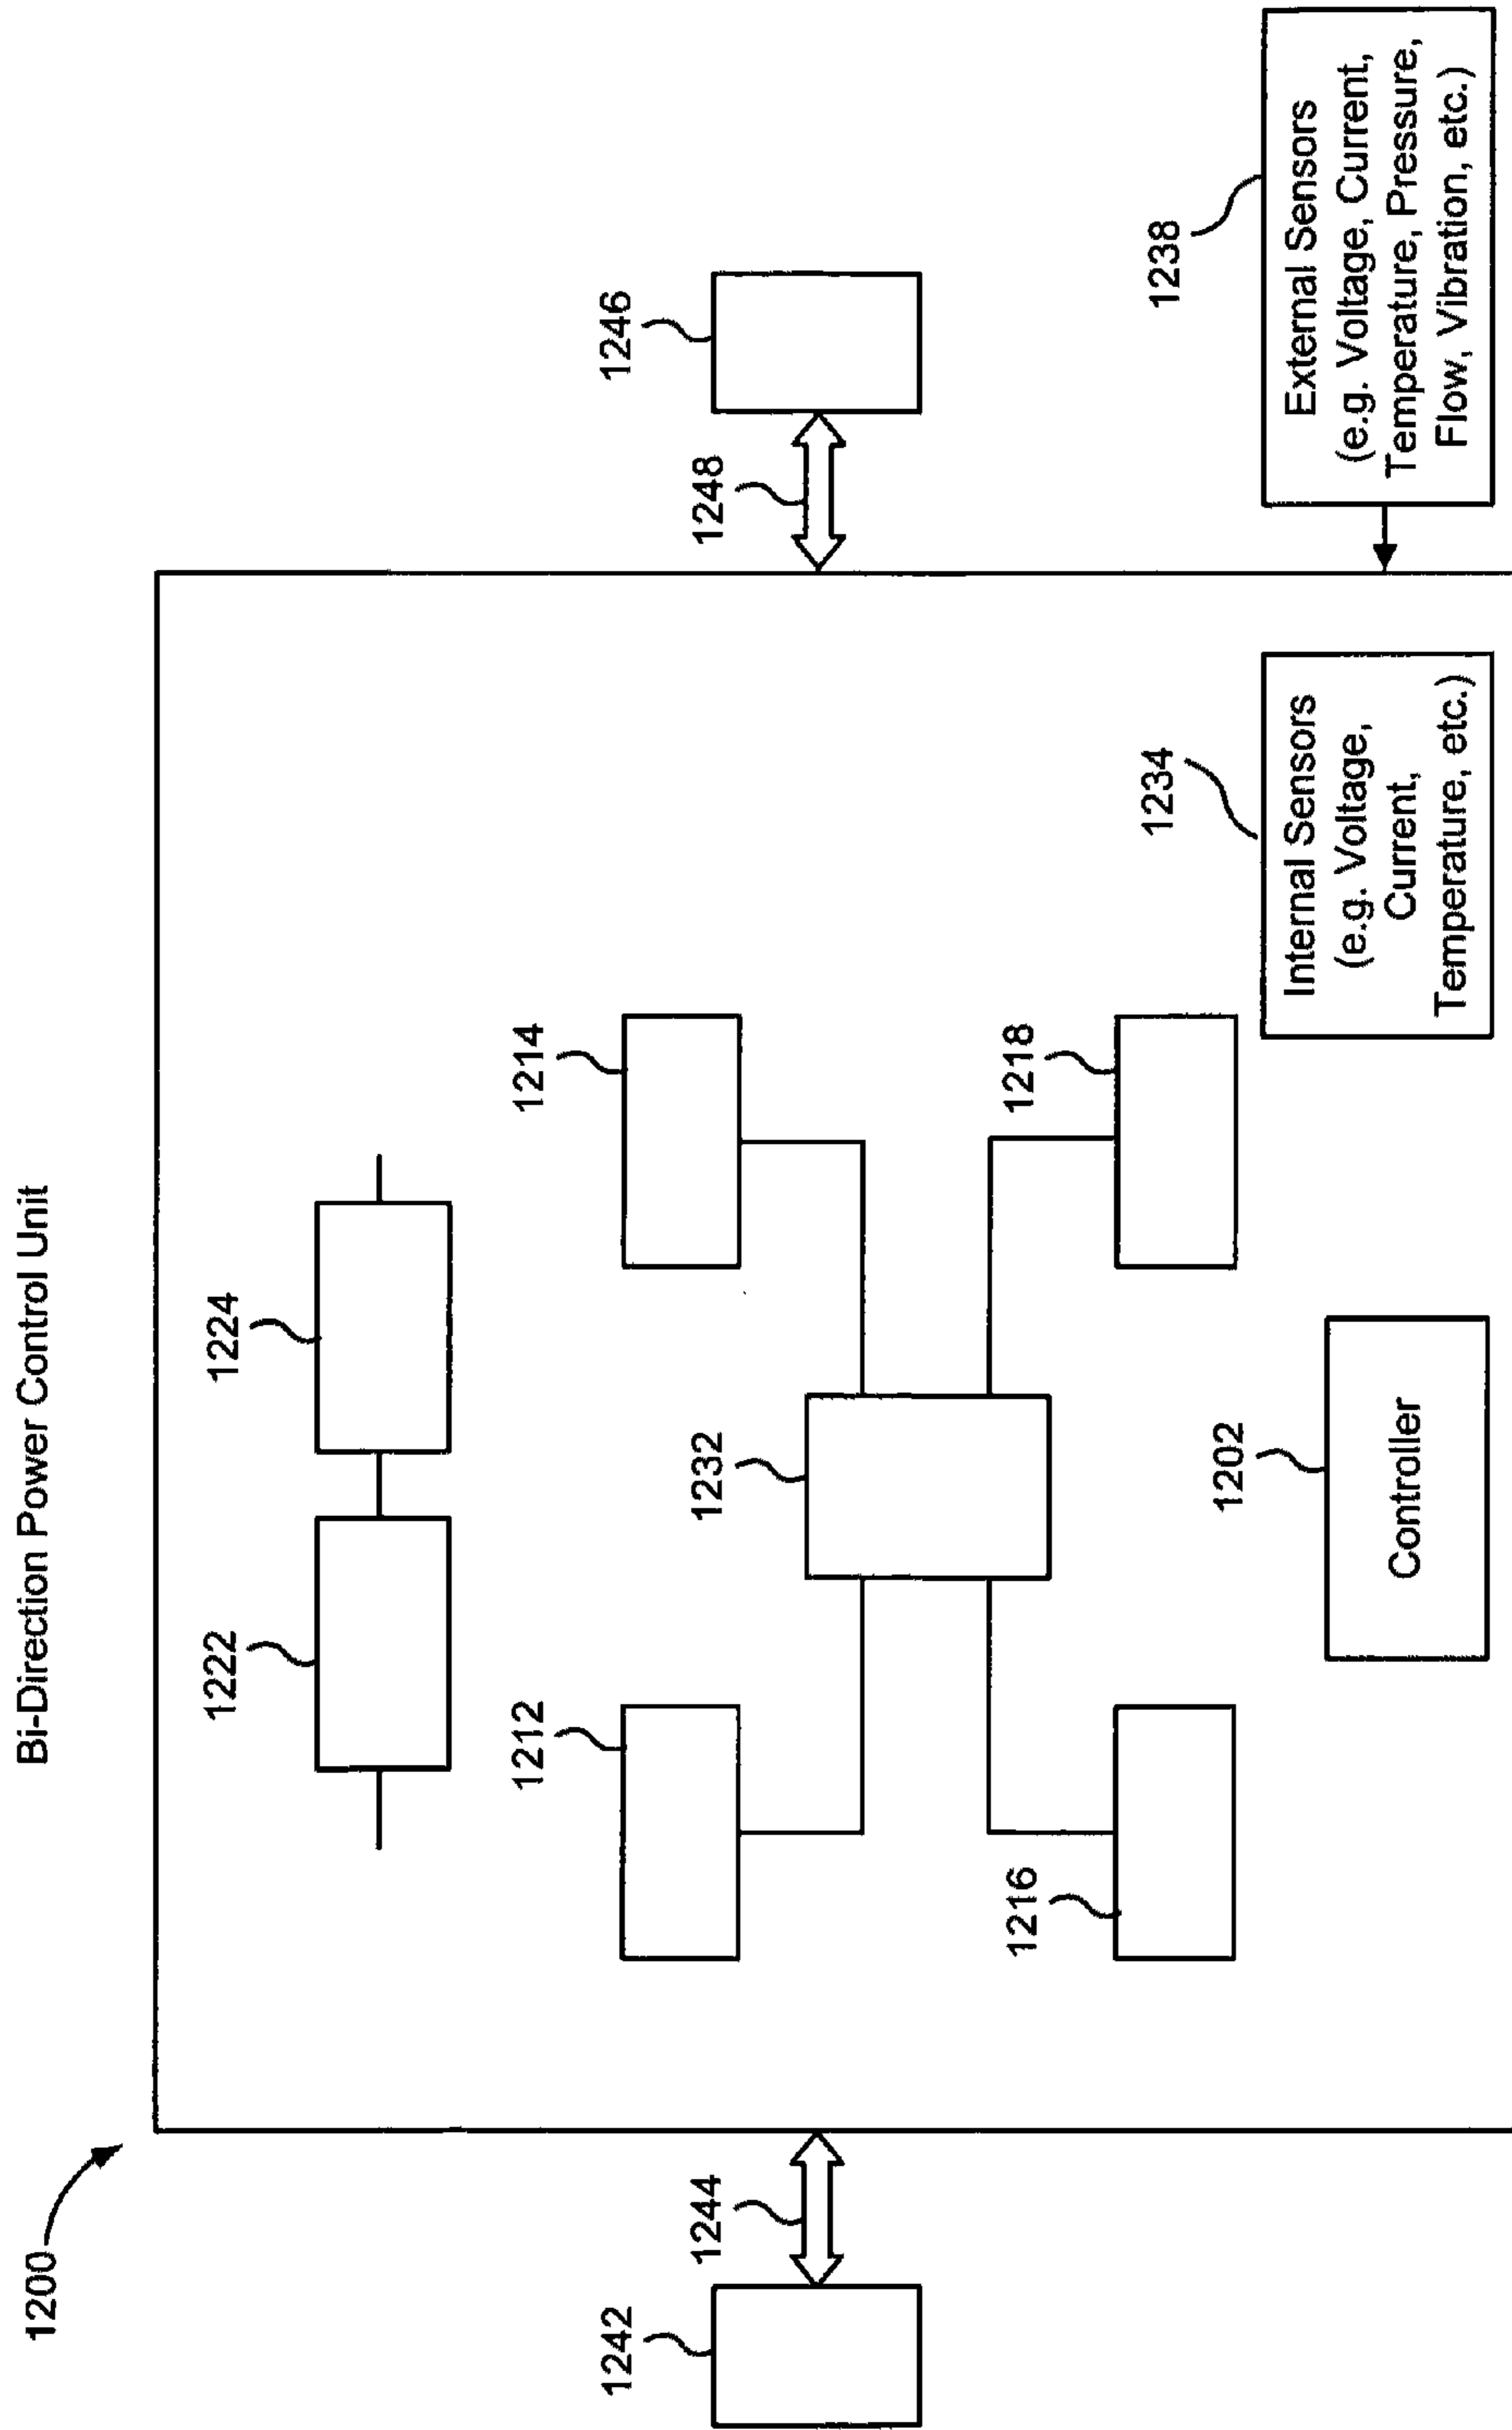 Bi-Direction Power Control Unit
1200
1222
1224
1212
1214
1242
1244
1232
1248
1246
1216
1218
1202
Controller
1234
Internal Sensors
(e.g. Voltage,
Current,
Temperature, etc.)
1238
External Sensors
(e.g. Voltage, Current,
Temperature, Pressure,
Flow, Vibration, etc.)